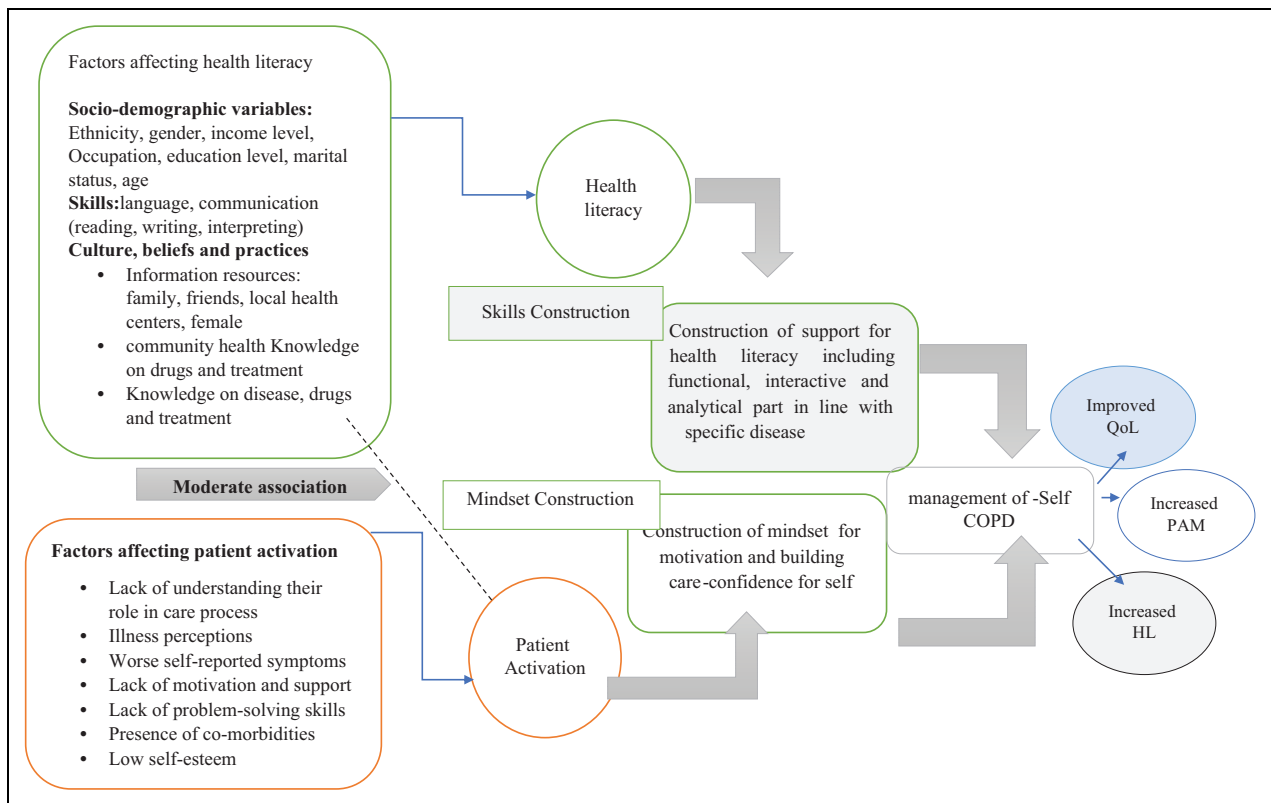 Factors affecting health literacy
Socio-demographic variables:
Ethnicity, gender, income level,
Occupation, education level, marital
status, age
Skills:language, communication
(reading, writing, interpreting)
Culture, beliefs and practices
• Information resources:
family, friends, local health
centers, female
• community health Knowledge
on drugs and treatment
• Knowledge on disease, drugs
and treatment
Moderate association
Factors affecting patient activation
• Lack of understanding their
role in care process
• Illness perceptions
• Worse self-reported symptoms
• Lack of motivation and support
• Lack of problem-solving skills
• Presence of co-morbidities
• Low self-esteem
Health
literacy
Skills Construction
Construction of support for
health literacy including
functional, interactive and
analytical part in line with
specific disease
Mindset Construction
Construction of mindset for
motivation and building
care-confidence for self
Patient
Activation
management of -Self
COPD
Improved
QoL
Increased
PAM
Increased
HL